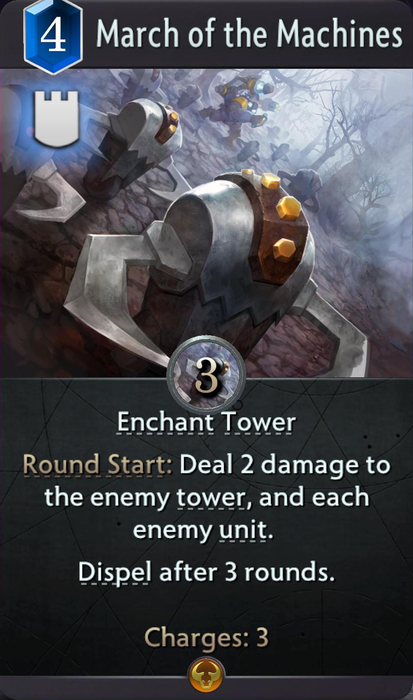 4 March of the Machines
3
Enchant Tower
Round Start: Deal 2 damage to
the enemy tower, and each
enemy unit.
Dispel after 3 rounds.
Charges: 3